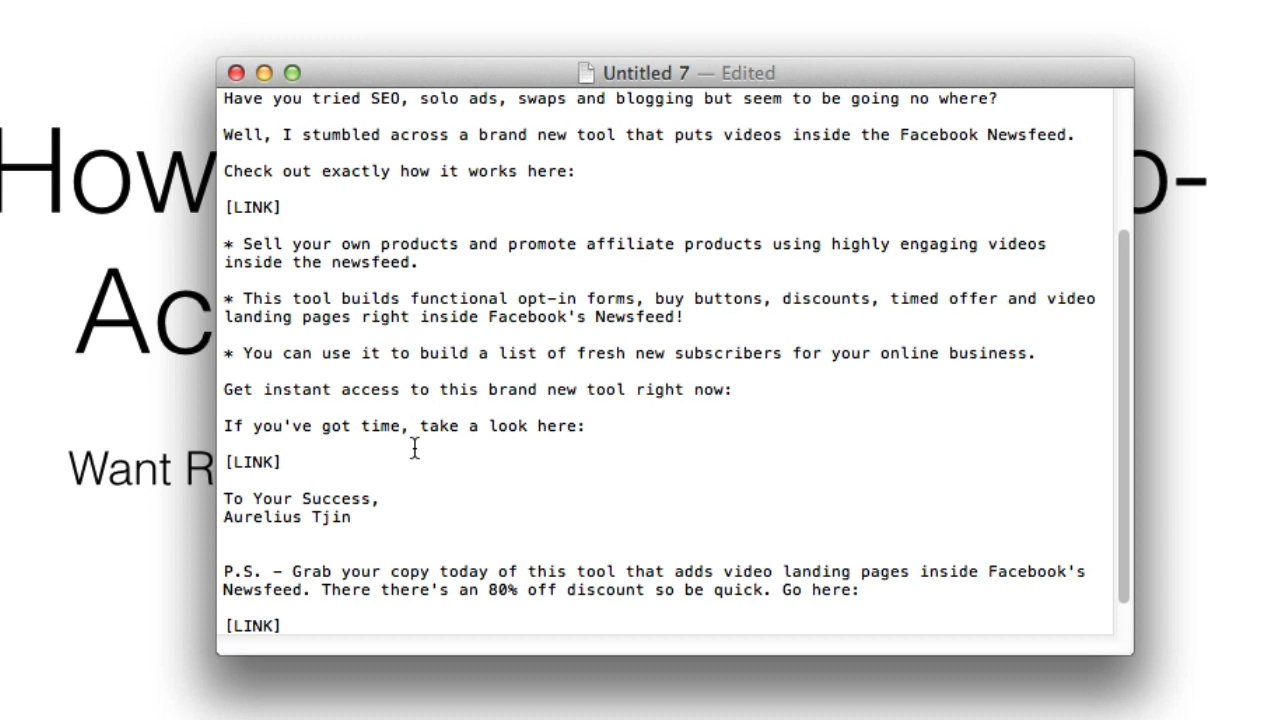 Untitled 7 — Edited
Have you tried SEO, solo ads, swaps and blogging but seem to be going no where?
Well, I stumbled across a brand new tool that puts videos inside the Facebook Newsfeed.
Check out exactly how it works here:
[LINK]
* Sell your own products and promote affiliate products using highly engaging videos
inside the newsfeed.
* This tool builds functional opt-in forms, buy buttons, discounts, timed offer and video
landing pages right inside Facebook's Newsfeed!
* You can use it to build a list of fresh new subscribers for your online business.
Get instant access to this brand new tool right now:
If you've got time, take a look here:
[LINK]
To Your Success,
Aurelius Tjin
P.S. - Grab your copy today of this tool that adds video landing pages inside Facebook's
Newsfeed. There there's an 80% off discount so be quick. Go here:
[LINK]
How
Want